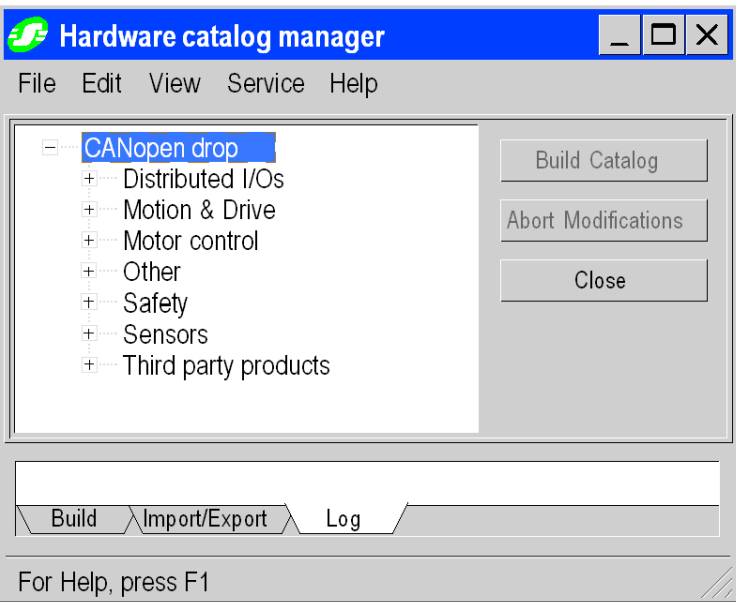 Hardware catalog manager
File Edit View Service Help
CANopen drop
Distributed I/Os
Motion & Drive
Motor control
Other
Safety
Sensors
Third party products
Build Catalog
Abort Modifications
Close
Build Import/Export Log
For Help, press F1